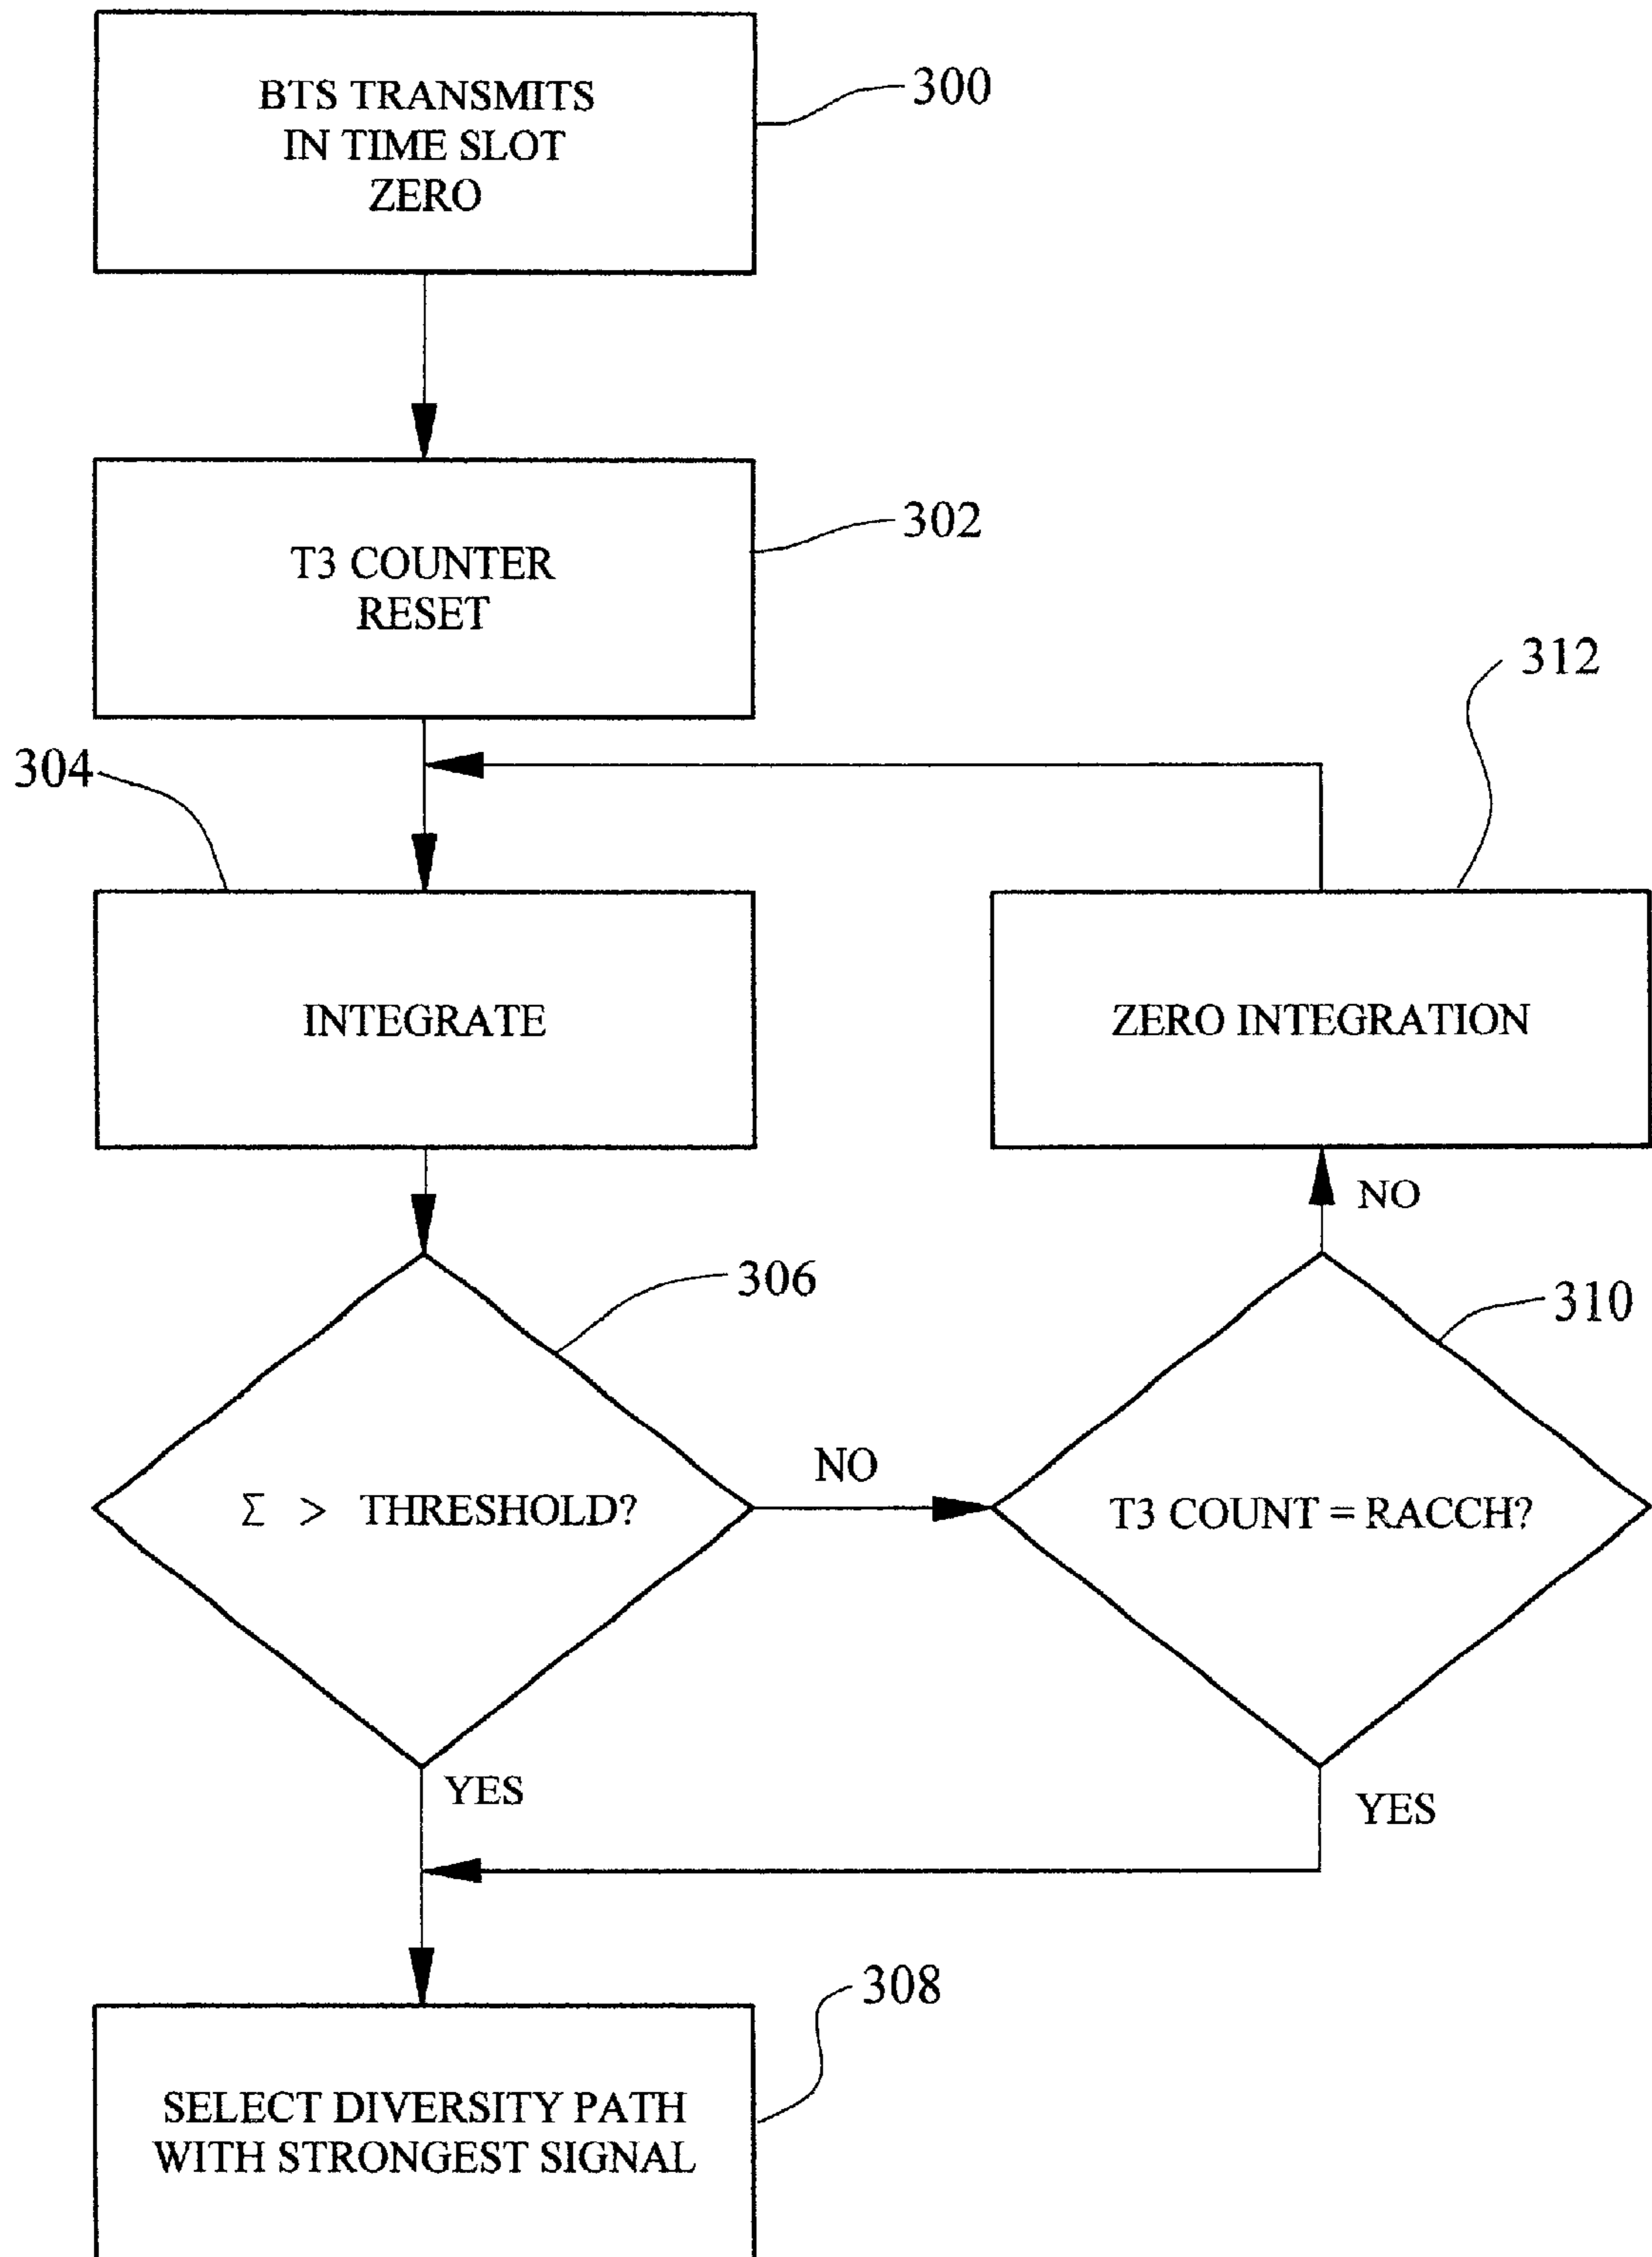 BTS TRANSMITS
IN TIME SLOT
ZERO
300
T3 COUNTER
RESET
302
312
304
INTEGRATE
ZERO INTEGRATION
NO
306
310
Σ > THRESHOLD?
NO
T3 COUNT = RACCH?
YES
YES
308
SELECT DIVERSITY PATH
WITH STRONGEST SIGNAL